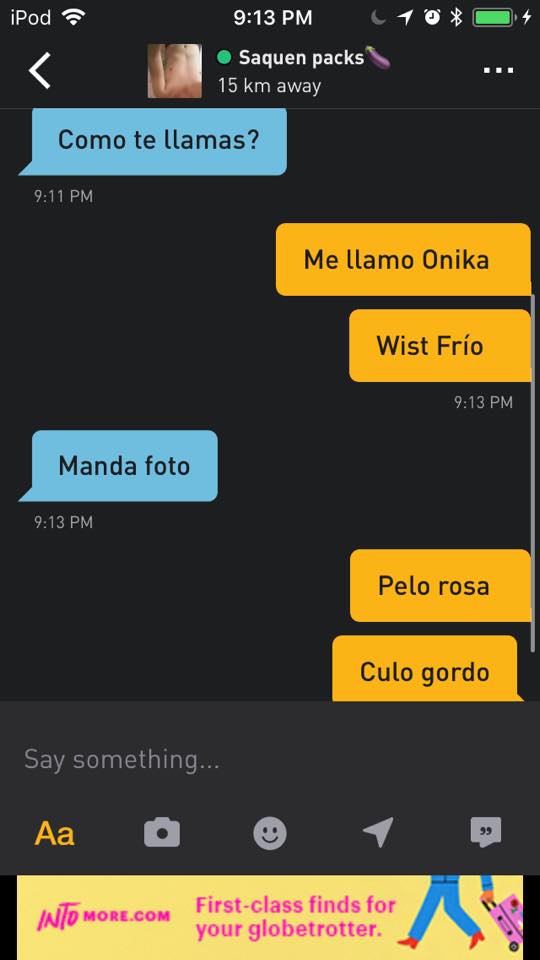 iPod 9:13 PM
Saquen packs🍆
15 km away
Como te llamas?
9:11 PM
Me llamo Onika
Wist Frío
9:13 PM
Manda foto
9:13 PM
Pelo rosa
Culo gordo
Say something...
Aa
INTO MORE.COM
First-class finds for
your globetrotter.